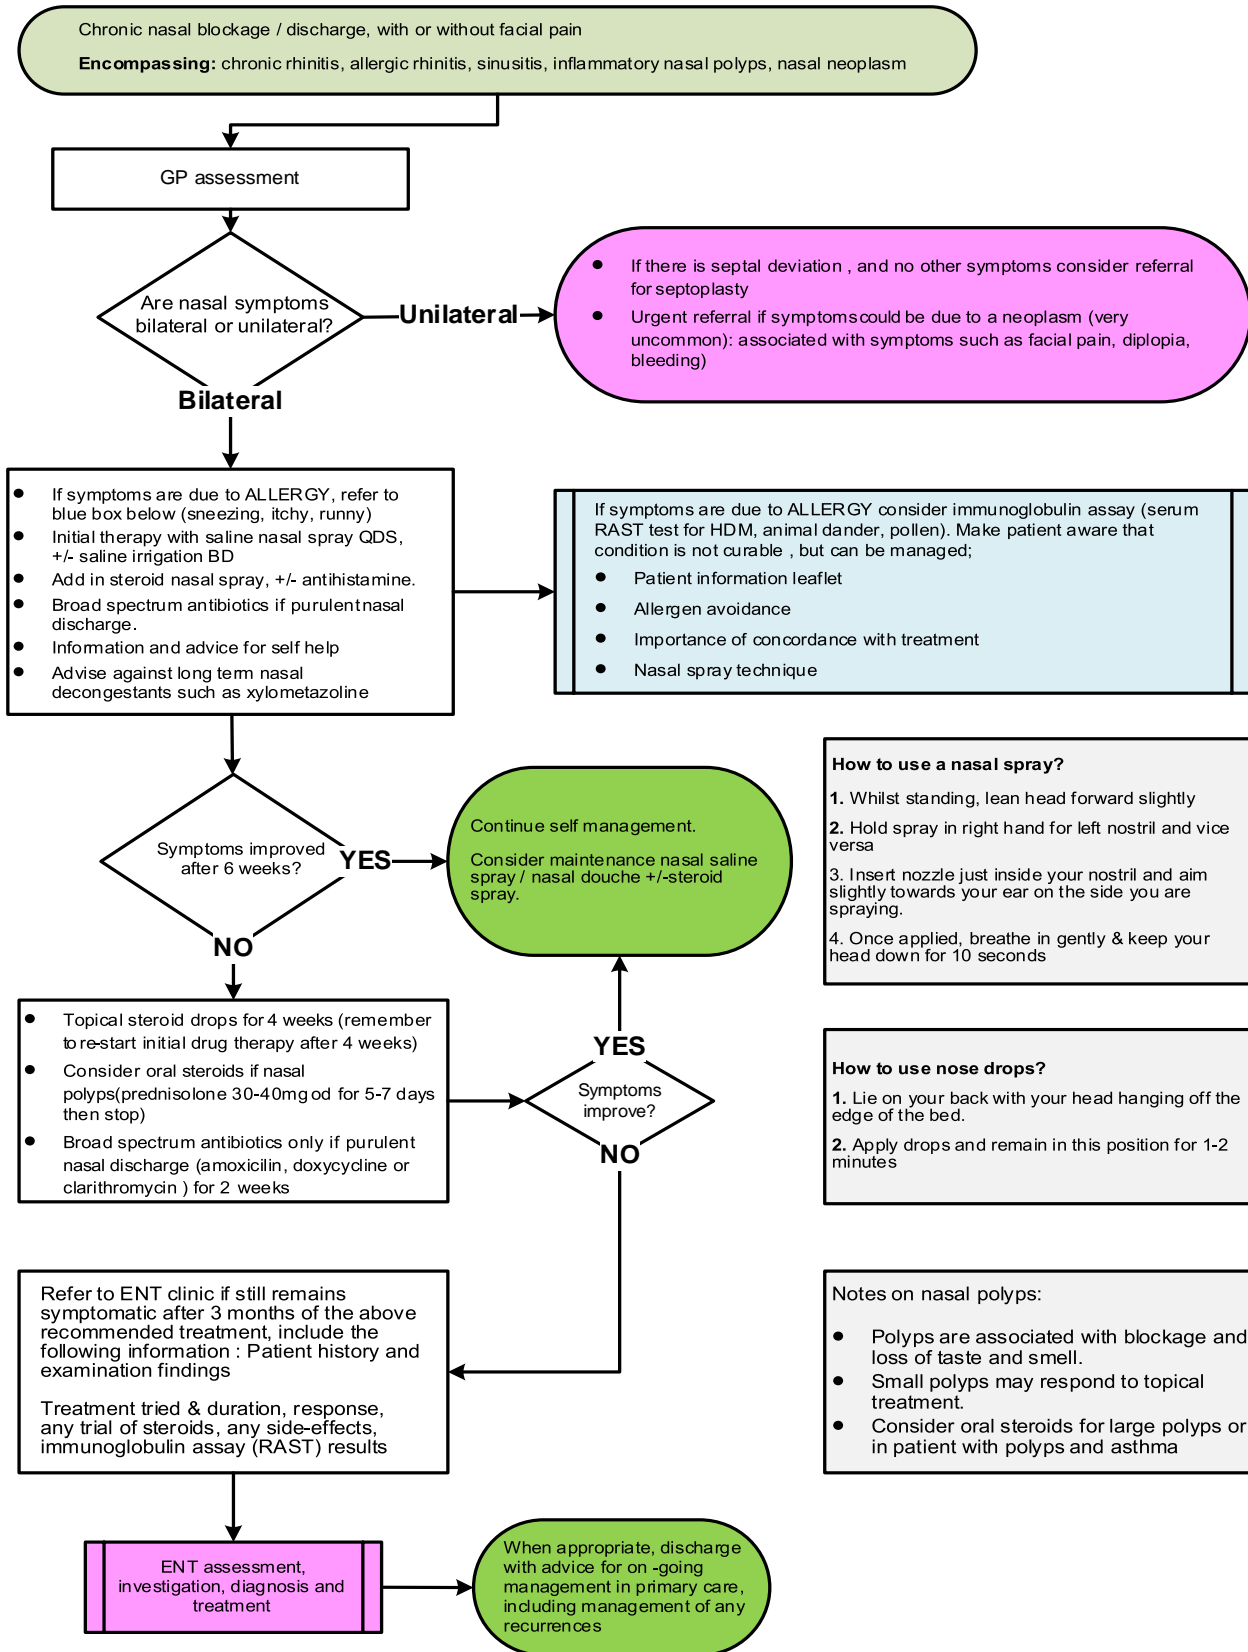 Chronic nasal blockage / discharge, with or without facial pain
Encompassing: chronic rhinitis, allergic rhinitis, sinusitis, inflammatory nasal polyps, nasal neoplasm
GP assessment
Are nasal symptoms
bilateral or unilateral?
Unilateral
● If there is septal deviation , and no other symptoms consider referral
for septoplasty
● Urgent referral if symptoms could be due to a neoplasm (very
uncommon): associated with symptoms such as facial pain, diplopia,
bleeding)
Bilateral
● If symptoms are due to ALLERGY, refer to
blue box below (sneezing, itchy, runny)
● Initial therapy with saline nasal spray QDS,
+/- saline irrigation BD
● Add in steroid nasal spray, +/- antihistamine.
● Broad spectrum antibiotics if purulent nasal
discharge.
● Information and advice for self help
● Advise against long term nasal
decongestants such as xylometazoline
If symptoms are due to ALLERGY consider immunoglobulin assay (serum
RAST test for HDM, animal dander, pollen). Make patient aware that
condition is not curable , but can be managed;
● Patient information leaflet
● Allergen avoidance
● Importance of concordance with treatment
● Nasal spray technique
Symptoms improved
after 6 weeks?
YES
Continue self management.
Consider maintenance nasal saline
spray / nasal douche +/-steroid
spray.
How to use a nasal spray?
1. Whilst standing, lean head forward slightly
2. Hold spray in right hand for left nostril and vice
versa
3. Insert nozzle just inside your nostril and aim
slightly towards your ear on the side you are
spraying.
4. Once applied, breathe in gently & keep your
head down for 10 seconds
NO
● Topical steroid drops for 4 weeks (remember
to re-start initial drug therapy after 4 weeks)
● Consider oral steroids if nasal
polyps(prednisolone 30-40mg od for 5-7 days
then stop)
● Broad spectrum antibiotics only if purulent
nasal discharge (amoxicilin, doxycycline or
clarithromycin ) for 2 weeks
YES
Symptoms
improve?
NO
How to use nose drops?
1. Lie on your back with your head hanging off the
edge of the bed.
2. Apply drops and remain in this position for 1-2
minutes
Refer to ENT clinic if still remains
symptomatic after 3 months of the above
recommended treatment, include the
following information : Patient history and
examination findings
Treatment tried & duration, response,
any trial of steroids, any side-effects,
immunoglobulin assay (RAST) results
Notes on nasal polyps:
● Polyps are associated with blockage and
loss of taste and smell.
● Small polyps may respond to topical
treatment.
● Consider oral steroids for large polyps or
in patient with polyps and asthma
ENT assessment,
investigation, diagnosis and
treatment
When appropriate, discharge
with advice for on -going
management in primary care,
including management of any
recurrences